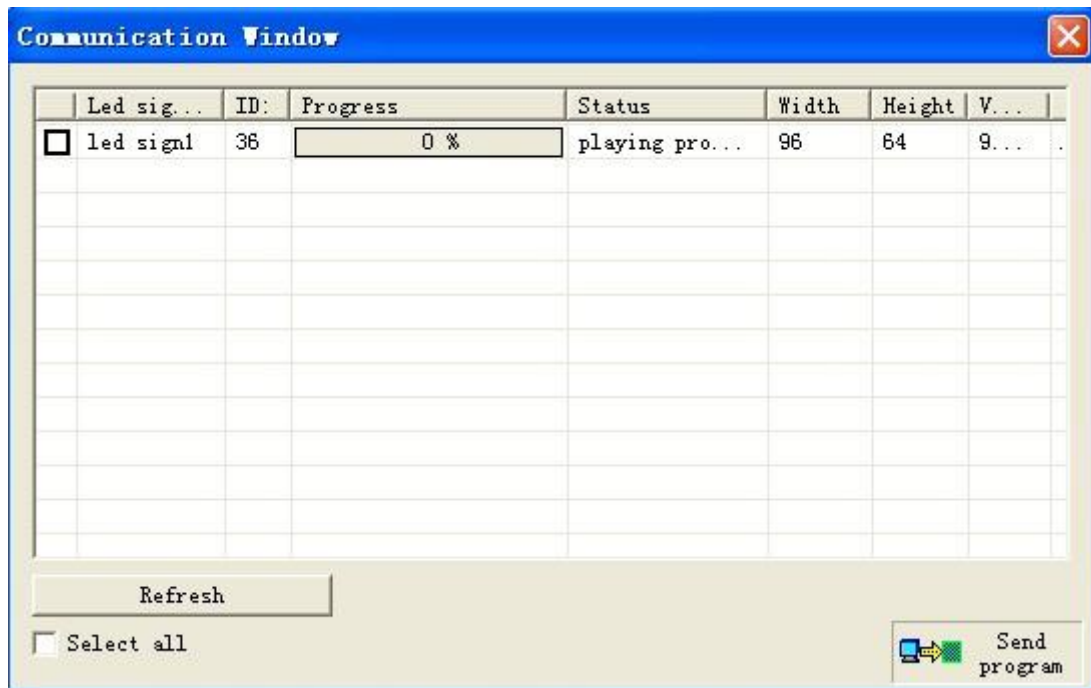 Communication Window
Led sig... ID: Progress Status Width Height V...
led sign1 36 0 % playing pro... 96 64 9... .
Refresh
Select all
Send
program